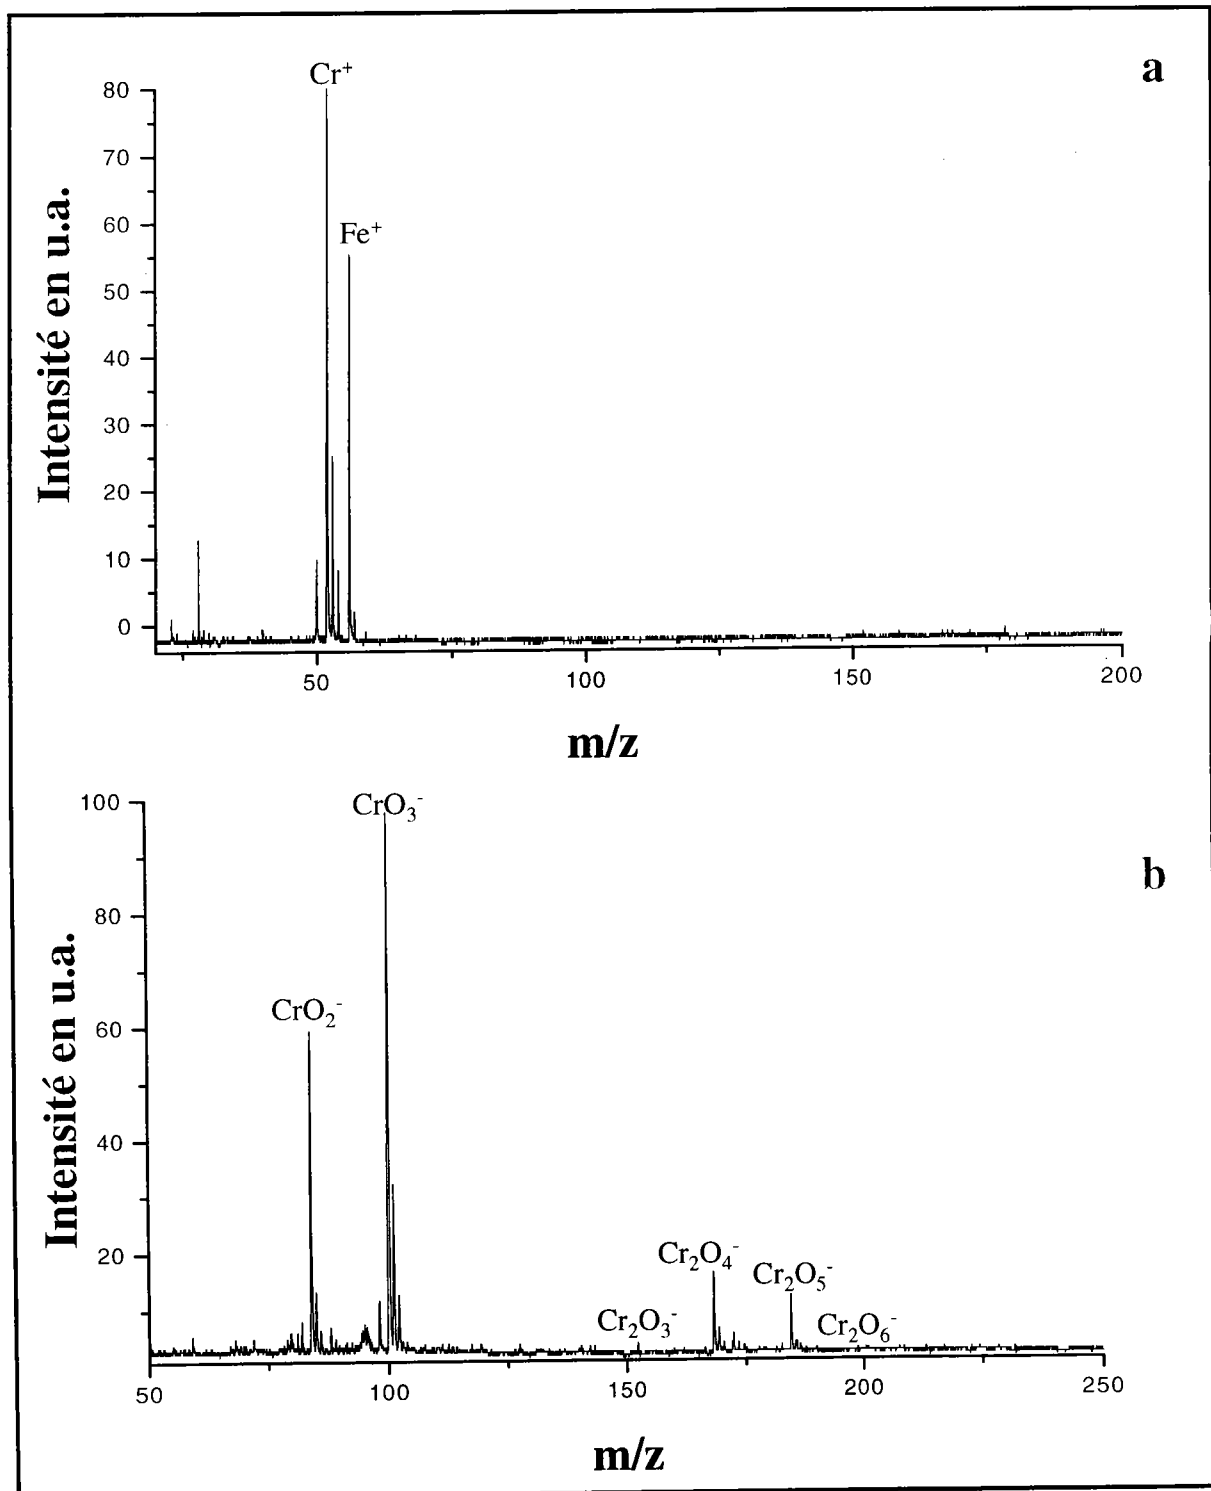 a
Cr⁺
80
70
Fe⁺
60
50
40
30
20
10
0
Intensité en u.a.
50 100 150 200
m/z
b
100
CrO₃⁻
80
CrO₂⁻
60
40
20
Cr₂O₄⁻
Cr₂O₅⁻
Cr₂O₃⁻
Cr₂O₆⁻
Intensité en u.a.
50 100 150 200 250
m/z